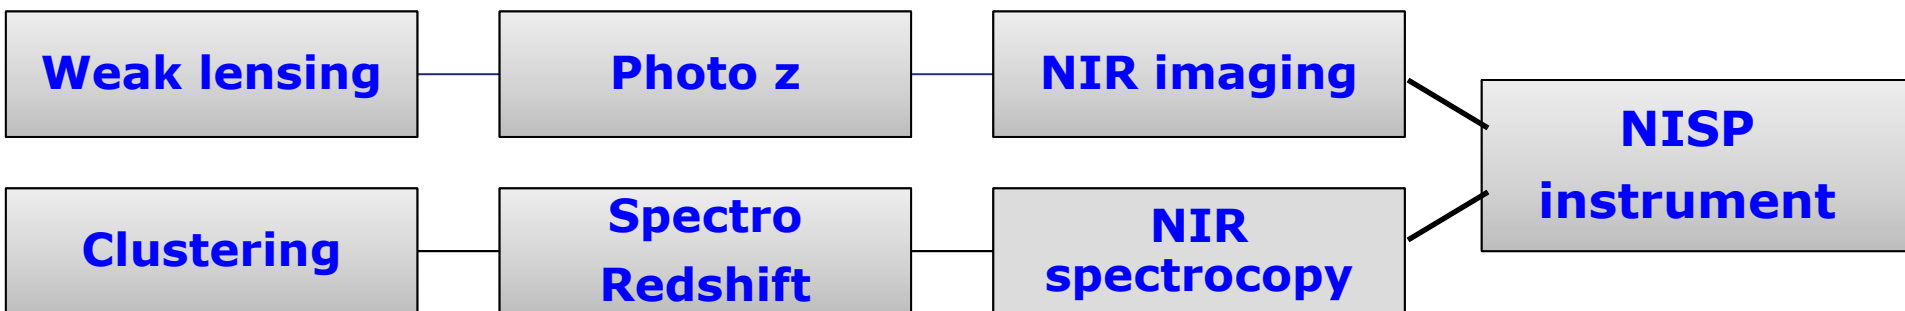 Weak lensing
Photo z
NIR imaging
NISP
instrument
Clustering
Spectro
Redshift
NIR
spectrocopy